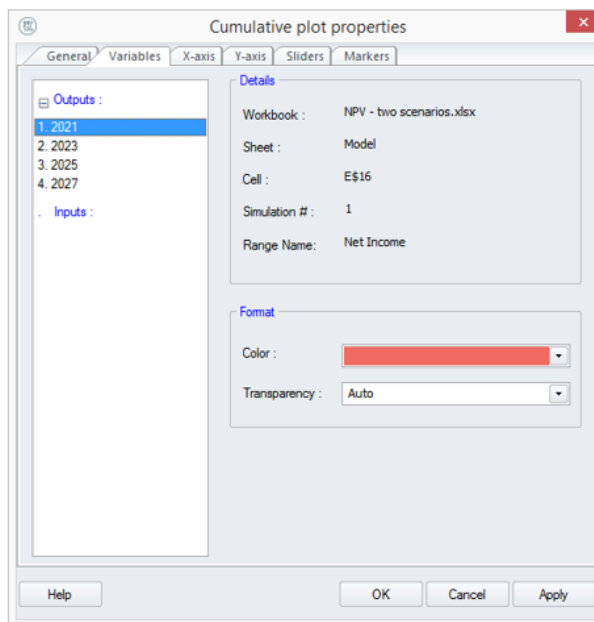 Cumulative plot properties
General Variables X-axis Y-axis Sliders Markers
Outputs :
1. 2021
2. 2023
3. 2025
4. 2027
. Inputs :
Details
Workbook : NPV - two scenarios.xlsx
Sheet : Model
Cell : E$16
Simulation # : 1
Range Name: Net Income
Format
Color :
Transparency : Auto
Help OK Cancel Apply